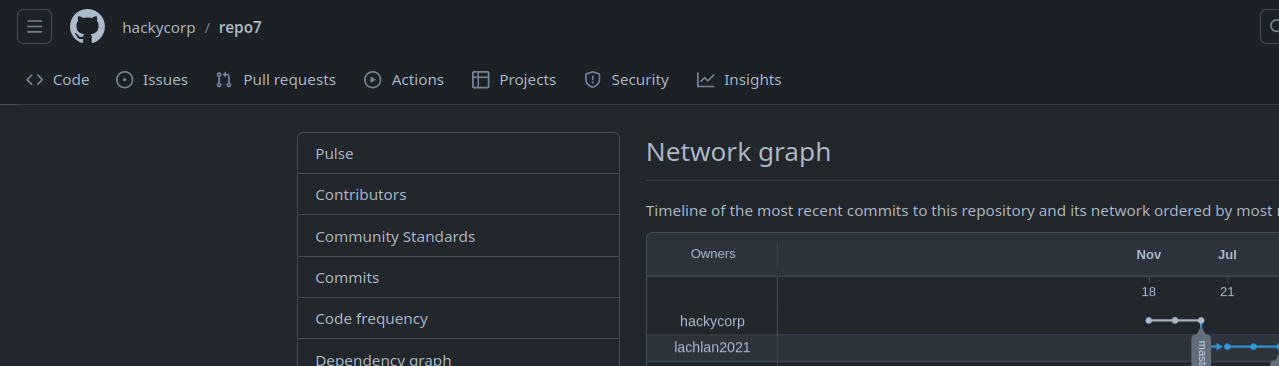 hackycorp / repo7
Code Issues Pull requests Actions Projects Security Insights
Pulse
Contributors
Community Standards
Commits
Code frequency
Dependency graph
Network graph
Timeline of the most recent commits to this repository and its network ordered by most
Owners Nov Jul
18 21
hackycorp
lachlan2021